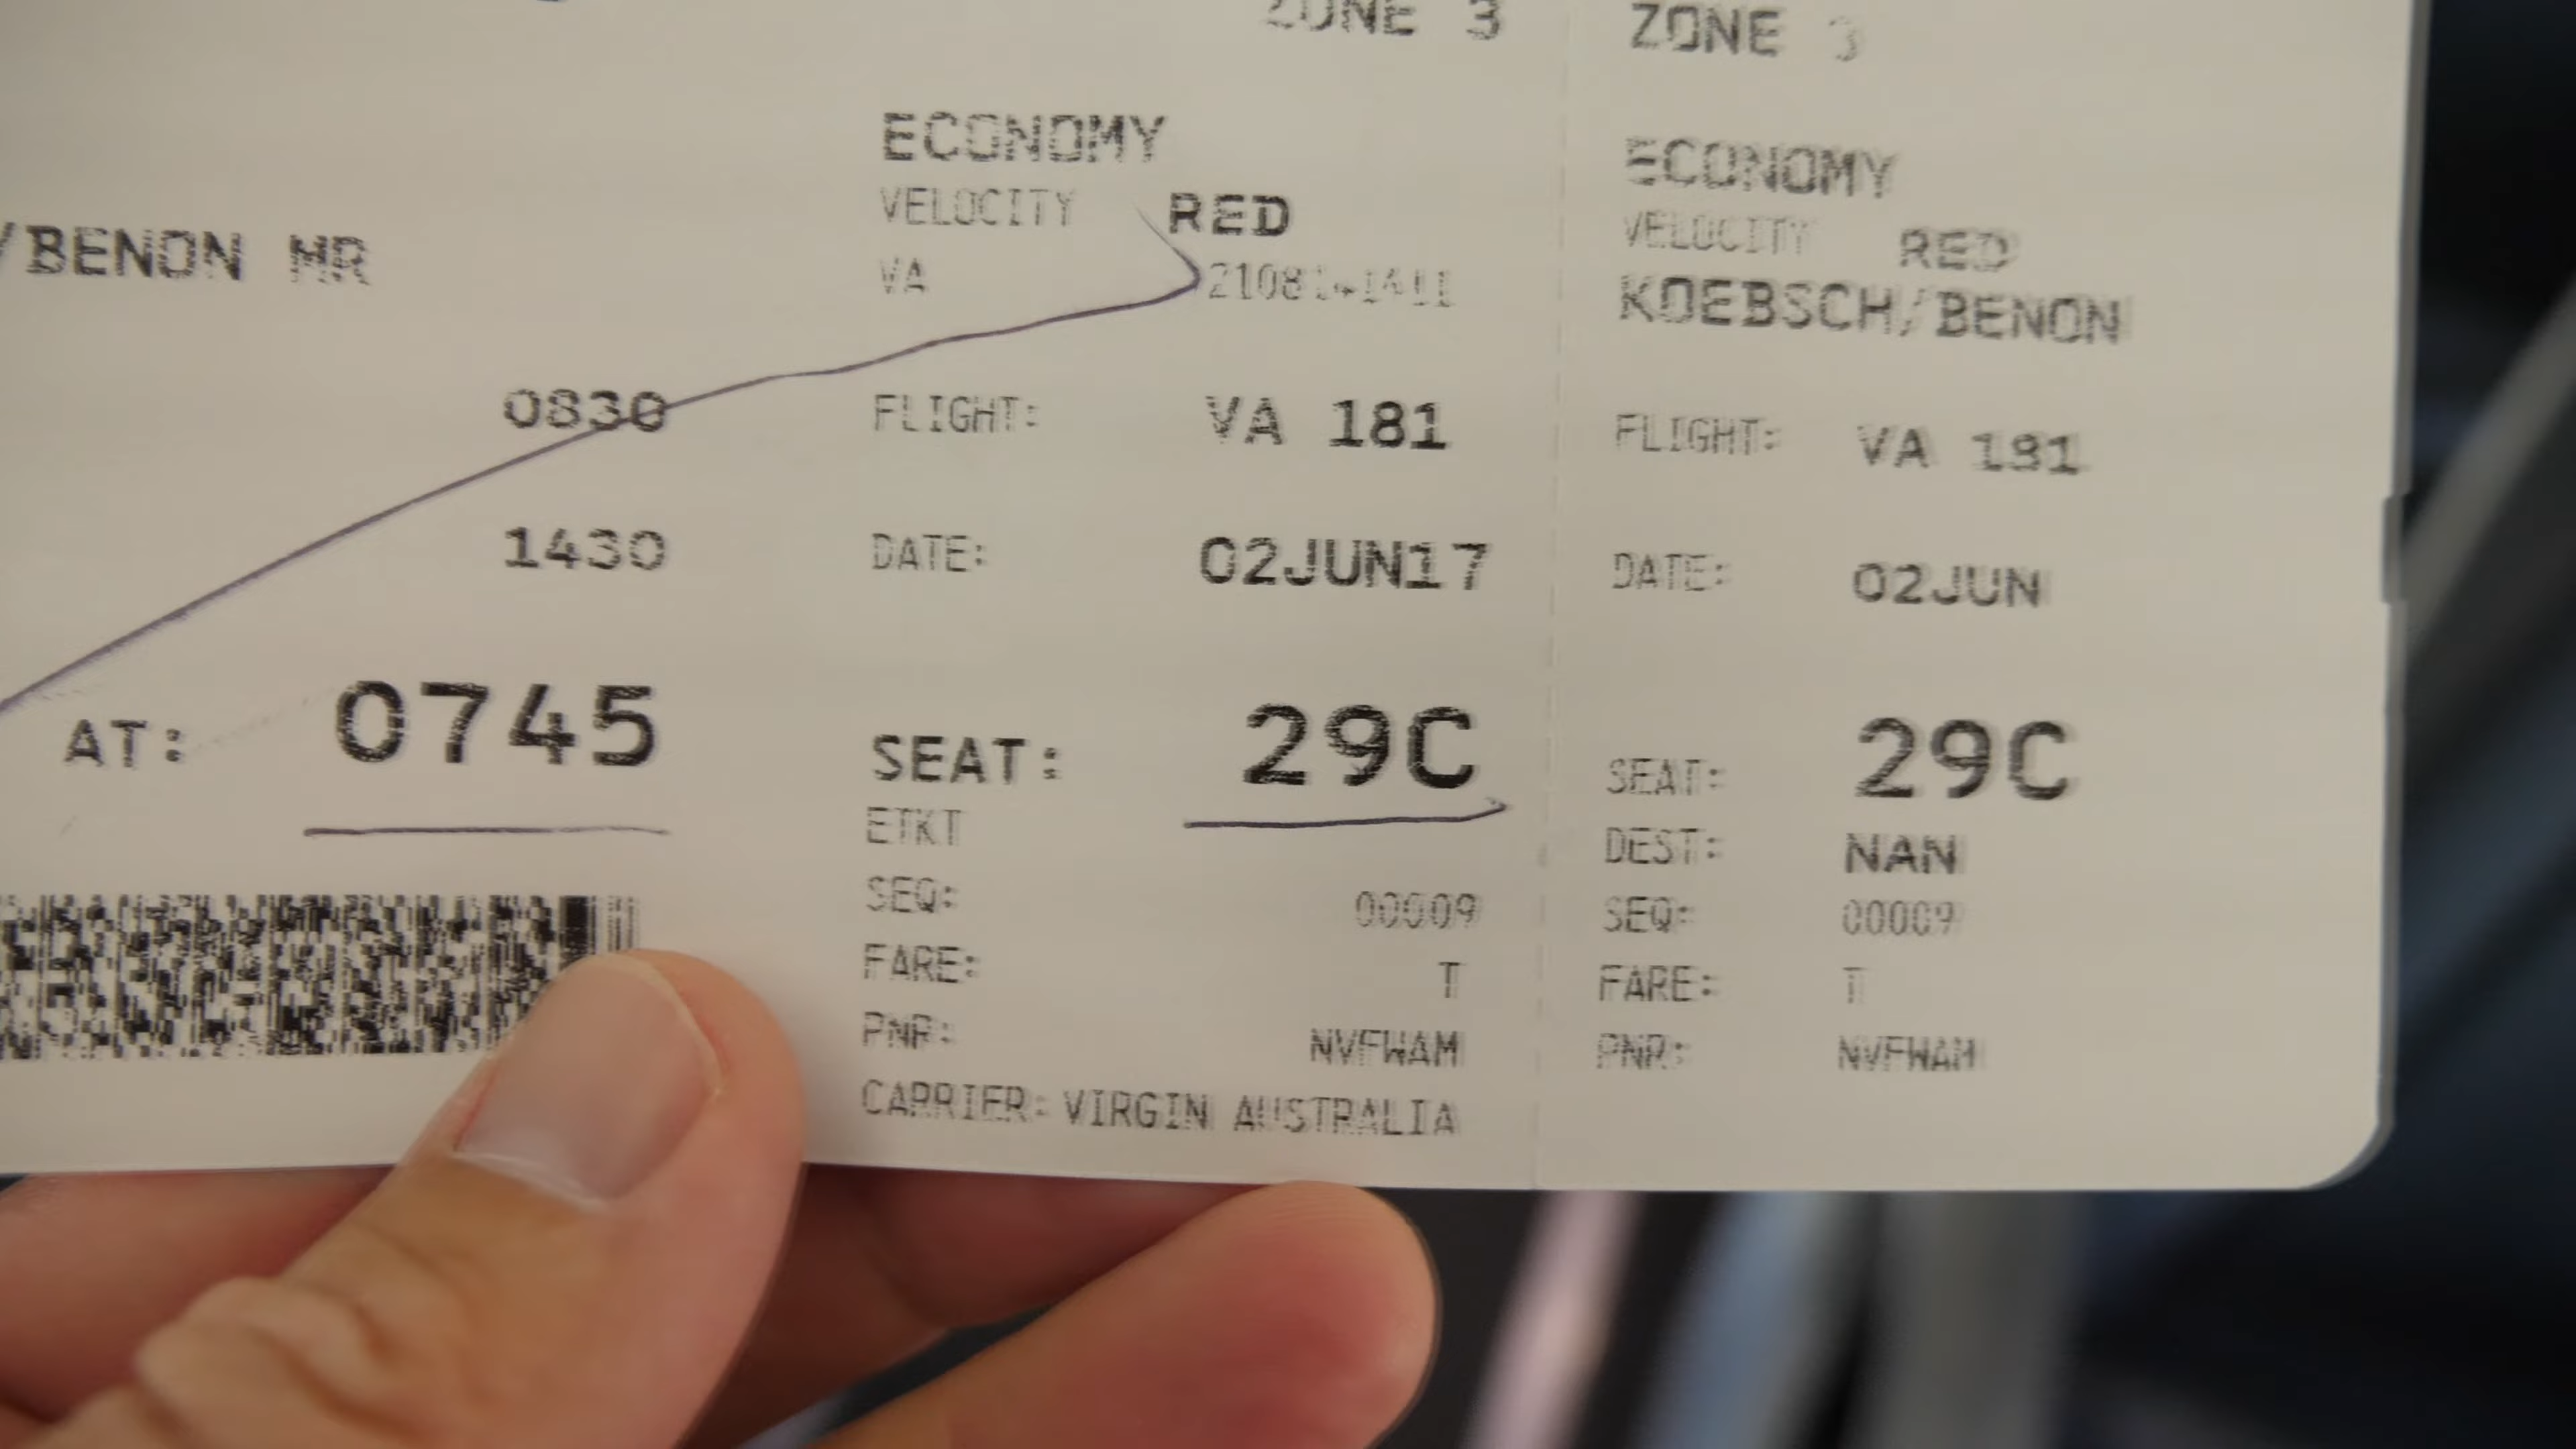 ZONE 3
/BENON MR
0830
1430
AT: 0745
ECONOMY
VELOCITY RED
VA
FLIGHT: VA 181
DATE: 02JUN17
SEAT: 29C
ETKT
SEQ: 00009
FARE: T
PNR: NVFWAM
CARRIER: VIRGIN AUSTRALIA
ZONE 3
ECONOMY
VELOCITY RED
KOEBSCH/BENON
FLIGHT: VA 181
DATE: 02JUN
SEAT: 29C
DEST: NAN
SEQ: 00009
FARE: T
PNR: NVFWAM